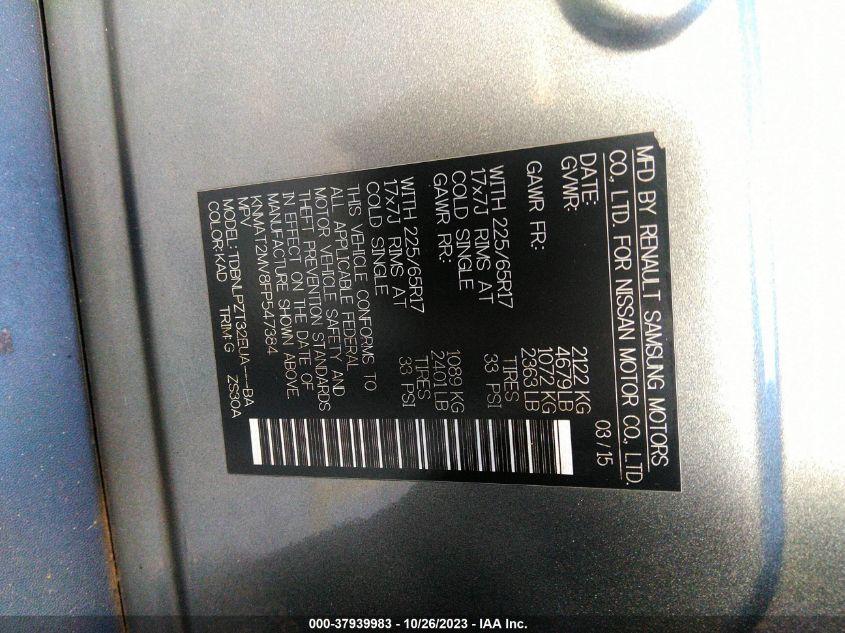 MFD BY RENAULT SAMSUNG MOTORS
CO., LTD. FOR NISSAN MOTOR CO., LTD.
DATE: 03 / 15
GVWR: 2122 KG
4679 LB
GAWR FR: 1072 KG
2363 LB
WITH 225/65R17 TIRES
17x7J RIMS AT 33 PSI
COLD SINGLE
GAWR RR: 1089 KG
2401 LB
WITH 225/65R17 TIRES
17x7J RIMS AT 33 PSI
COLD SINGLE
THIS VEHICLE CONFORMS TO
ALL APPLICABLE FEDERAL
MOTOR VEHICLE SAFETY AND
THEFT PREVENTION STANDARDS
IN EFFECT ON THE DATE OF
MANUFACTURE SHOWN ABOVE.
KNMAT2MV8FP547384
MPV
MODEL: TDBNLPZT32EUA----BA
COLOR:KAD TRIM:G ZS30A
000-37939983 - 10/26/2023 - IAA Inc.